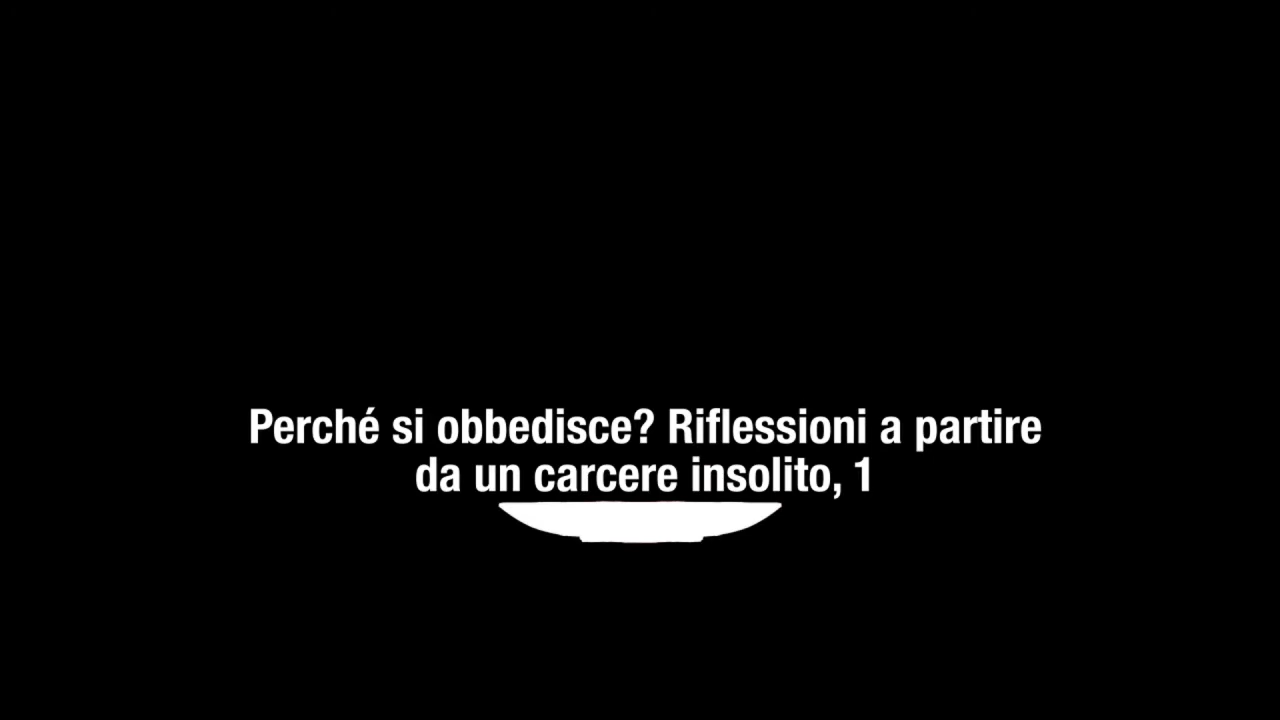 Perché si obbedisce? Riflessioni a partire
da un carcere insolito, 1